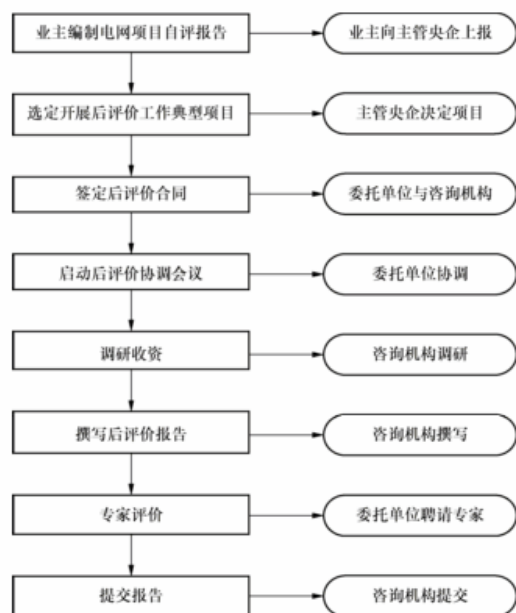 业主编制电网项目自评报告
业主向主管央企上报
选定开展后评价工作典型项目
主管央企决定项目
签定后评价合同
委托单位与咨询机构
启动后评价协调会议
委托单位协调
调研收资
咨询机构调研
撰写后评价报告
咨询机构撰写
专家评价
委托单位聘请专家
提交报告
咨询机构提交